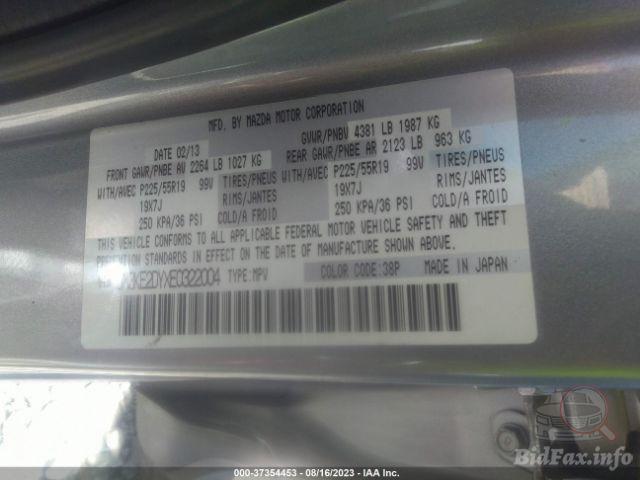 MFD. BY MAZDA MOTOR CORPORATION
DATE 02/13 GVWR/PNBV 4381 LB 1987 KG
FRONT GAWR/PNBE AV 2264 LB 1027 KG REAR GAWR/PNBE AR 2123 LB 963 KG
WITH/AVEC P225/55R19 99V TIRES/PNEUS WITH/AVEC P225/55R19 99V TIRES/PNEUS
19X7J RIMS/JANTES 19X7J RIMS/JANTES
250 KPA/36 PSI COLD/A FROID 250 KPA/36 PSI COLD/A FROID
THIS VEHICLE CONFORMS TO ALL APPLICABLE FEDERAL MOTOR VEHICLE SAFETY AND THEFT
PREVENTION STANDARDS IN EFFECT ON THE DATE OF MANUFACTURE SHOWN ABOVE.
3KE2DYXE0322004 TYPE:MPV COLOR CODE:38P MADE IN JAPAN
000-37354453 - 08/16/2023 - IAA Inc.
BidFax.info